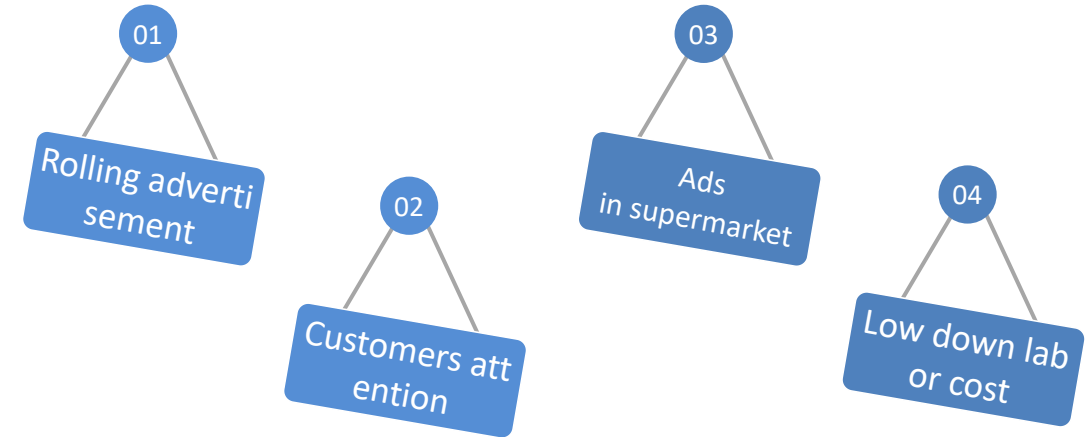 01
Rolling adverti
sement
02
Customers att
ention
03
Ads
in supermarket
04
Low down lab
or cost